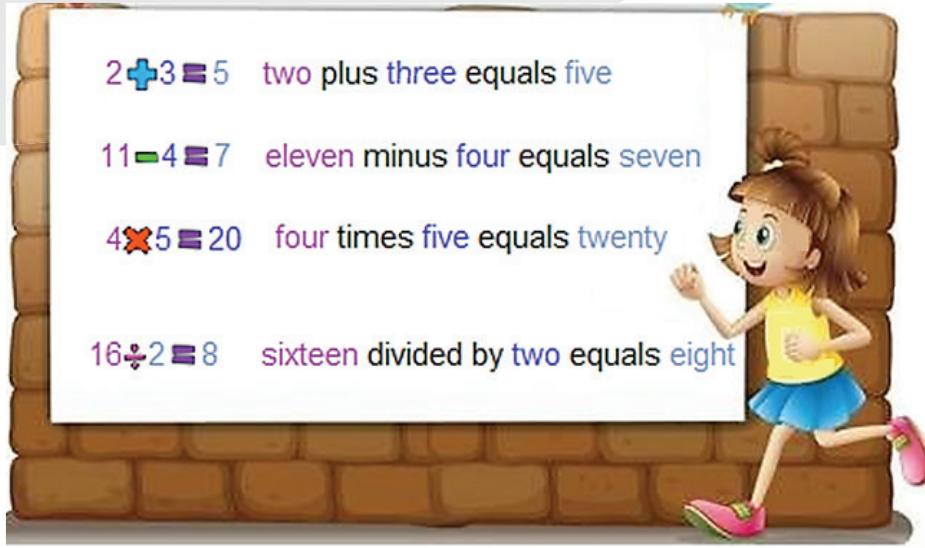 2+3=5 two plus three equals five
11-4=7 eleven minus four equals seven
4×5=20 four times five equals twenty
16÷2=8 sixteen divided by two equals eight